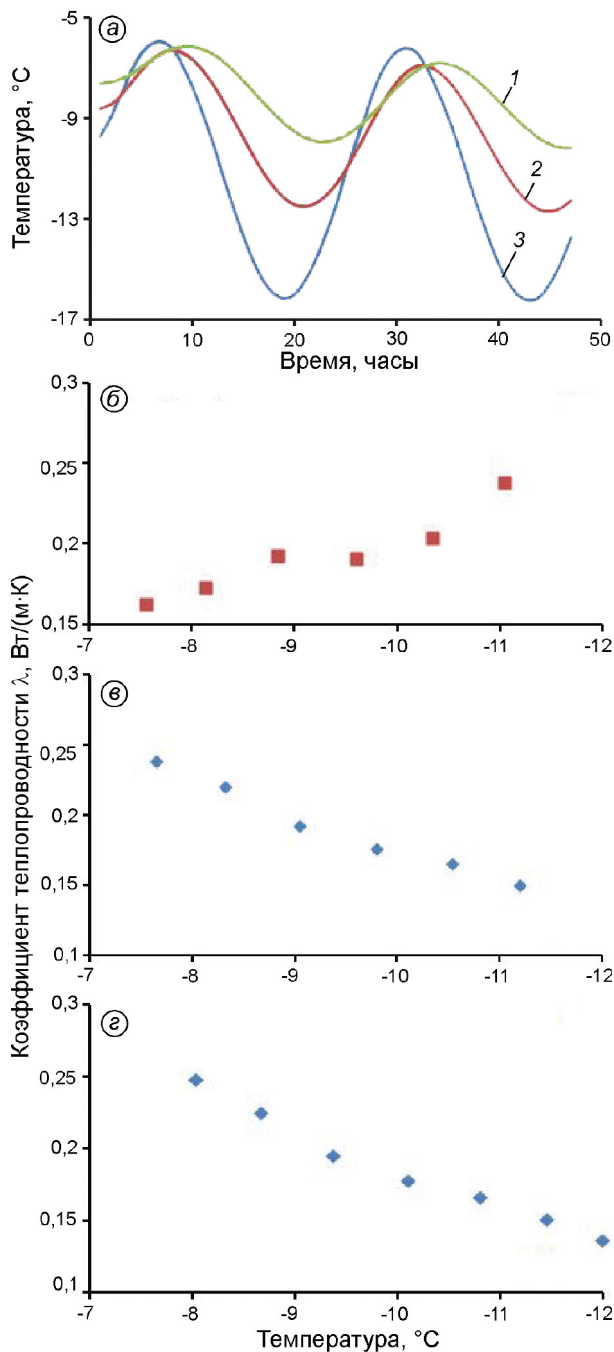 а
-5
-9
-13
-17
Температура, °С
1
2
3
0 10 20 30 40 50
Время, часы
Коэффициент теплопроводности λ, Вт/(м·К)
б
0,3
0,25
0,2
0,15
-7 -8 -9 -10 -11 -12
в
0,3
0,25
0,2
0,15
0,1
-7 -8 -9 -10 -11 -12
г
0,3
0,25
0,2
0,15
0,1
-7 -8 -9 -10 -11 -12
Температура, °С